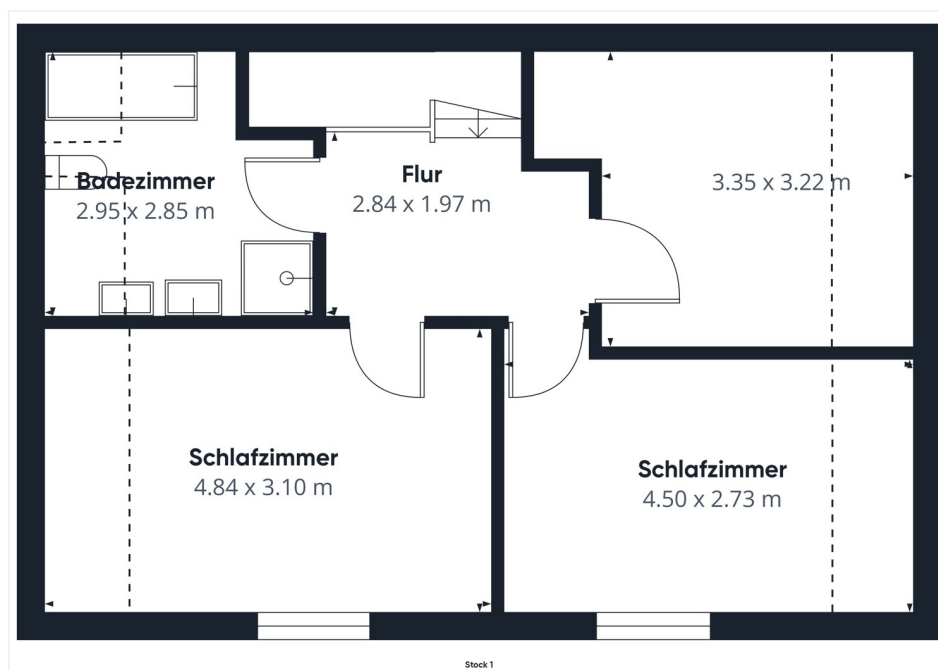 Badezimmer
2.95 x 2.85 m
Flur
2.84 x 1.97 m
3.35 x 3.22 m
Schlafzimmer
4.84 x 3.10 m
Schlafzimmer
4.50 x 2.73 m
Stock 1